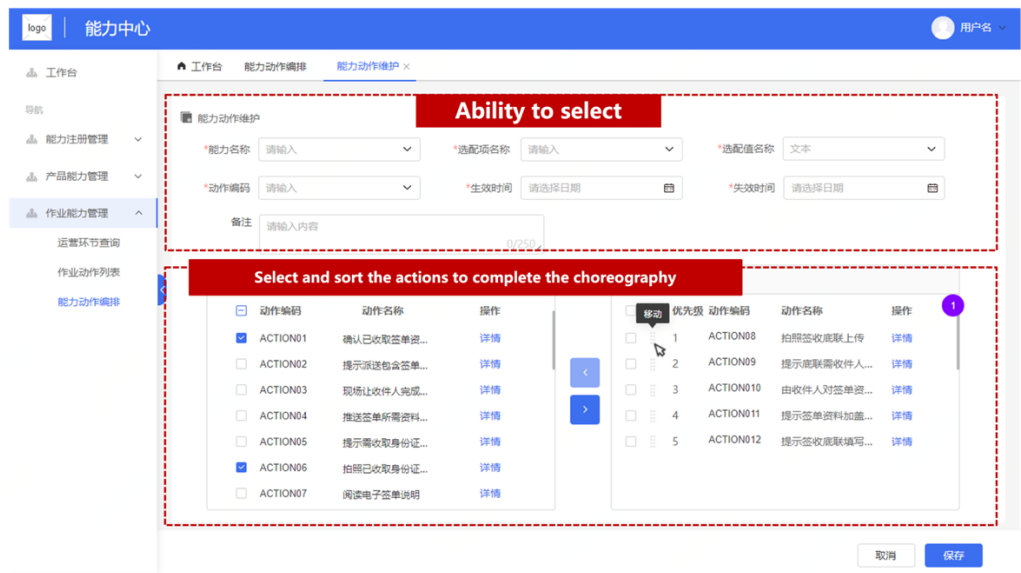 logo 能力中心 用户名
工作台 能力动作编排 能力动作维护
工作台
导航
能力注册管理
产品能力管理
作业能力管理
运营环节查询
作业动作列表
能力动作编排
Ability to select
能力动作维护
*能力名称 请输入 *选配项名称 请输入 *选配值名称 文本
*动作编码 请输入 *生效时间 请选择日期 *失效时间 请选择日期
备注 请输入内容
0/250
Select and sort the actions to complete the choreography
动作编码 动作名称 操作
ACTION01 确认已收取签单资... 详情
ACTION02 提示派送包含签单... 详情
ACTION03 现场让收件人完成... 详情
ACTION04 推送签单所需资料... 详情
ACTION05 提示需收取身份证... 详情
ACTION06 拍照已收取身份证... 详情
ACTION07 阅读电子签单说明 详情
移动
优先级 动作编码 动作名称 操作
1
1 ACTION08 拍照签收底联上传 详情
2 ACTION09 提示底联需收件人... 详情
3 ACTION010 由收件人对签单资... 详情
4 ACTION011 提示签单资料加盖... 详情
5 ACTION012 提示签收底联填写... 详情
取消 保存